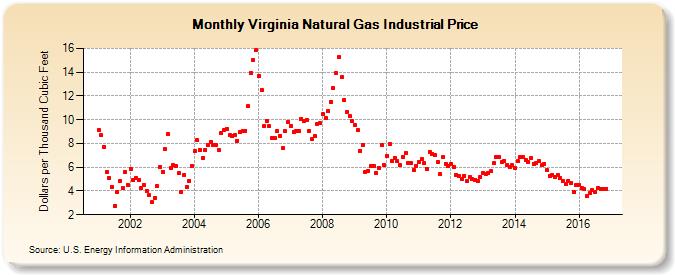 Monthly Virginia Natural Gas Industrial Price
Dollars per Thousand Cubic Feet
16
14
12
10
8
6
4
2
2002 2004 2006 2008 2010 2012 2014 2016
Source: U.S. Energy Information Administration